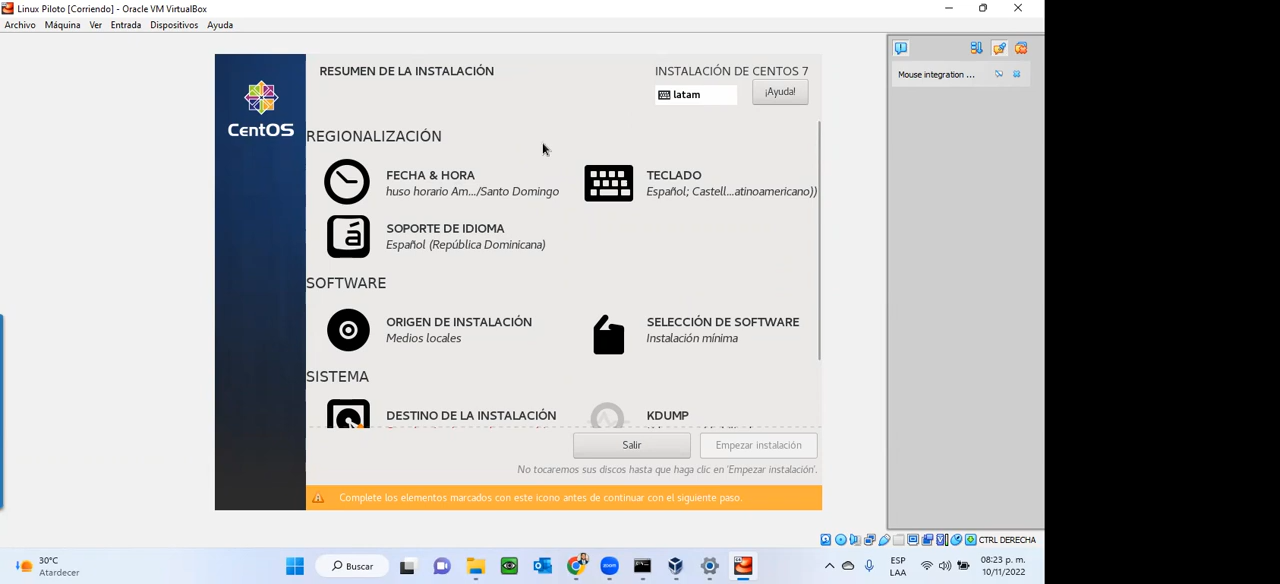 Linux Piloto [Corriendo] - Oracle VM VirtualBox
Archivo Máquina Ver Entrada Dispositivos Ayuda
Mouse integration ...
RESUMEN DE LA INSTALACIÓN
INSTALACIÓN DE CENTOS 7
latam
¡Ayuda!
CentOS
REGIONALIZACIÓN
FECHA & HORA
huso horario Am.../Santo Domingo
TECLADO
Español; Castell...atinoamericano))
SOPORTE DE IDIOMA
Español (República Dominicana)
SOFTWARE
ORIGEN DE INSTALACIÓN
Medios locales
SELECCIÓN DE SOFTWARE
Instalación mínima
SISTEMA
DESTINO DE LA INSTALACIÓN
KDUMP
Salir
Empezar instalación
No tocaremos sus discos hasta que haga clic en 'Empezar instalación'.
Complete los elementos marcados con este icono antes de continuar con el siguiente paso.
CTRL DERECHA
30°C
Atardecer
Buscar
zoom
ESP
LAA
08:23 p. m.
10/11/2022